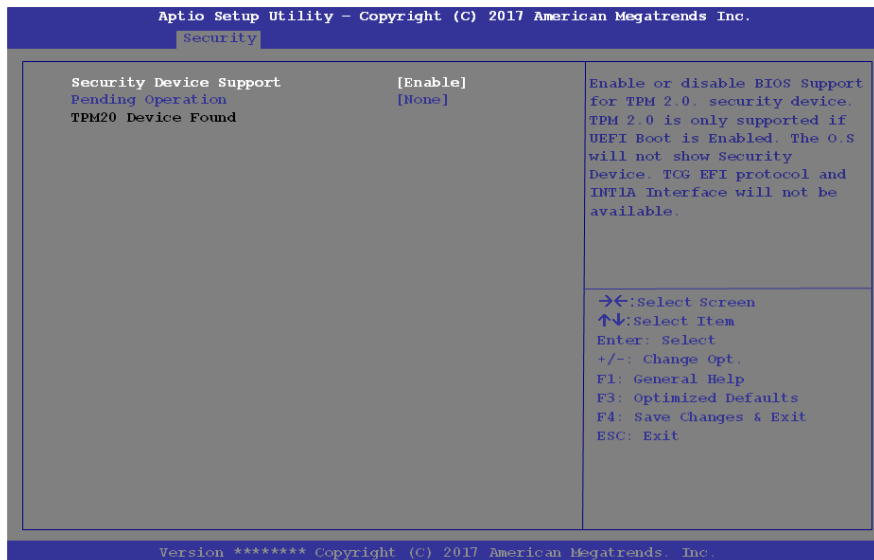 Aptio Setup Utility – Copyright (C) 2017 American Megatrends Inc.
Security
Security Device Support [Enable]
Pending Operation [None]
TPM20 Device Found
Enable or disable BIOS Support
for TPM 2.0. security device.
TPM 2.0 is only supported if
UEFI Boot is Enabled. The O.S
will not show Security
Device. TCG EFI protocol and
INT1A Interface will not be
available.
→←:Select Screen
↑↓:Select Item
Enter: Select
+/-: Change Opt.
F1: General Help
F3: Optimized Defaults
F4: Save Changes & Exit
ESC: Exit
Version ******** Copyright (C) 2017 American Megatrends. Inc.